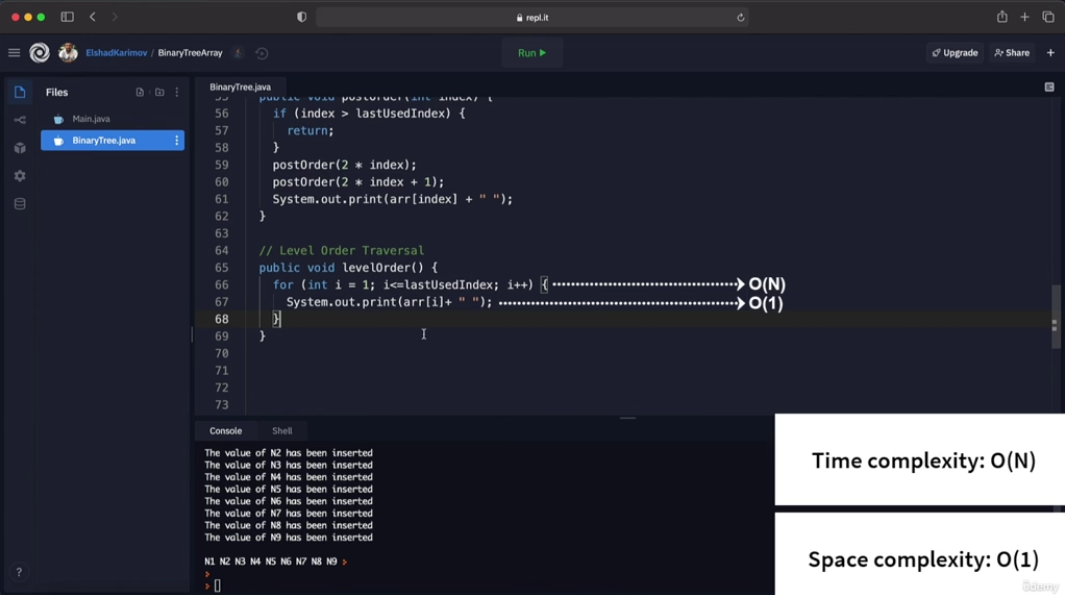 repl.it
ElshadKarimov / BinaryTreeArray
Run
Upgrade
Share
Files
Main.java
BinaryTree.java
BinaryTree.java
55 public void postOrder(int index) {
56 if (index > lastUsedIndex) {
57 return;
58 }
59 postOrder(2 * index);
60 postOrder(2 * index + 1);
61 System.out.print(arr[index] + " ");
62 }
63
64 // Level Order Traversal
65 public void levelOrder() {
66 for (int i = 1; i<=lastUsedIndex; i++) { O(N)
67 System.out.print(arr[i]+ " "); O(1)
68 }
69 }
70
71
72
73
Console Shell
The value of N2 has been inserted
The value of N3 has been inserted
The value of N4 has been inserted
The value of N5 has been inserted
The value of N6 has been inserted
The value of N7 has been inserted
The value of N8 has been inserted
The value of N9 has been inserted
N1 N2 N3 N4 N5 N6 N7 N8 N9 >
>
>
?
Time complexity: O(N)
Space complexity: O(1)
Udemy